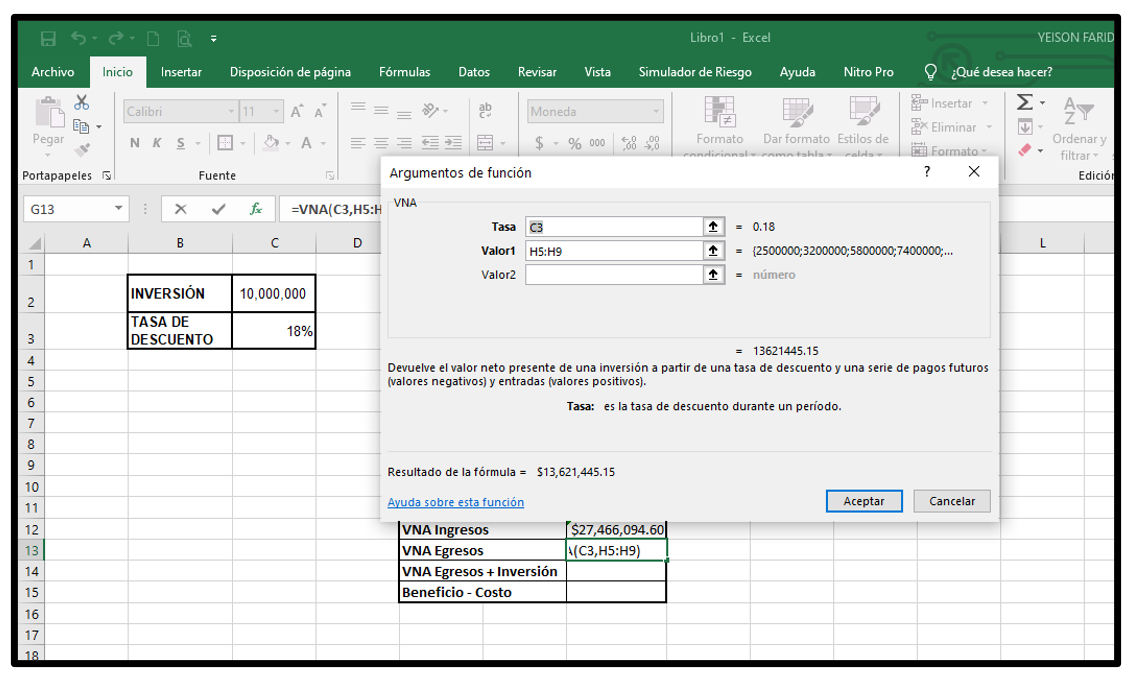 Libro1 - Excel
YEISON FARID
Archivo Inicio Insertar Disposición de página Fórmulas Datos Revisar Vista Simulador de Riesgo Ayuda Nitro Pro ¿Qué desea hacer?
Pegar
Calibri 11
N K S
ab
Moneda
$ % 000
Formato
condicional
Dar formato
como tabla
Estilos de
celda
Insertar
Eliminar
Formato
Ordenar y
filtrar
Portapapeles Fuente Edición
G13 fx =VNA(C3,H5:H
A B C D L
1
2 INVERSIÓN 10,000,000
3 TASA DE
DESCUENTO 18%
4
5
6
7
8
9
10
11
12 VNA Ingresos $27,466,094.60
13 VNA Egresos (C3,H5:H9)
14 VNA Egresos + Inversión
15 Beneficio - Costo
16
17
18
Argumentos de función ?
VNA
Tasa C3 = 0.18
Valor1 H5:H9 = {2500000;3200000;5800000;7400000;...
Valor2 = número
= 13621445.15
Devuelve el valor neto presente de una inversión a partir de una tasa de descuento y una serie de pagos futuros
(valores negativos) y entradas (valores positivos).
Tasa: es la tasa de descuento durante un período.
Resultado de la fórmula = $13,621,445.15
Ayuda sobre esta función
Aceptar Cancelar